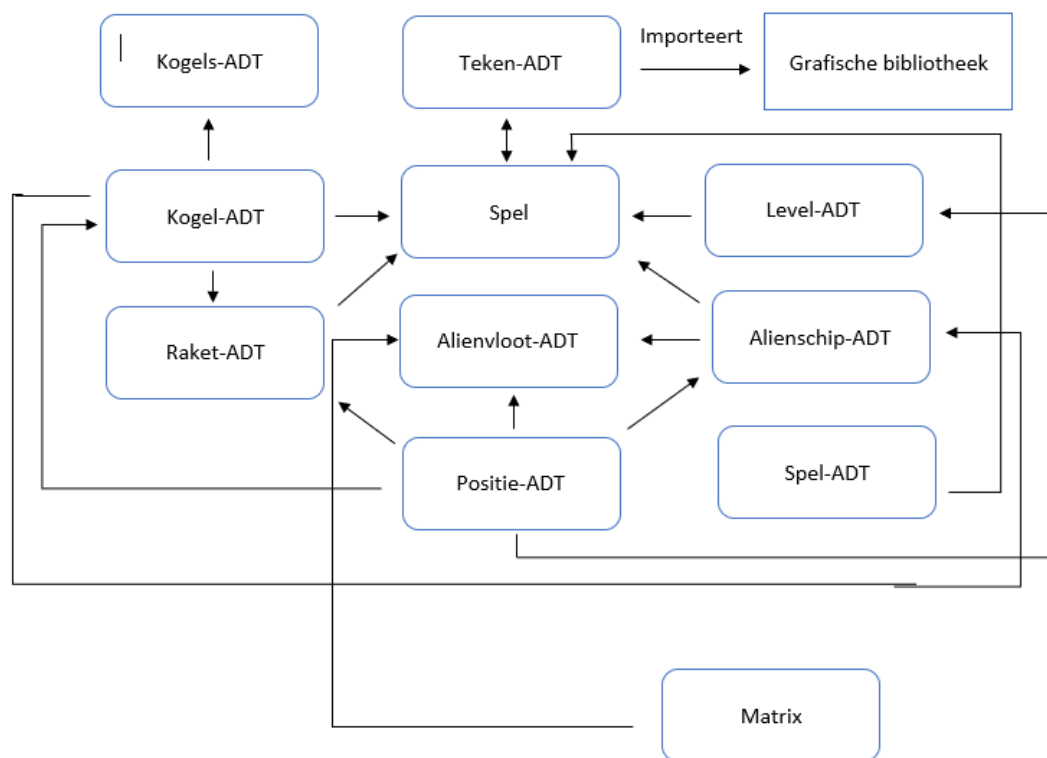 Kogels-ADT
Teken-ADT
Importeert
Grafische bibliotheek
Kogel-ADT
Spel
Level-ADT
Raket-ADT
Alienvloot-ADT
Alienschip-ADT
Positie-ADT
Spel-ADT
Matrix